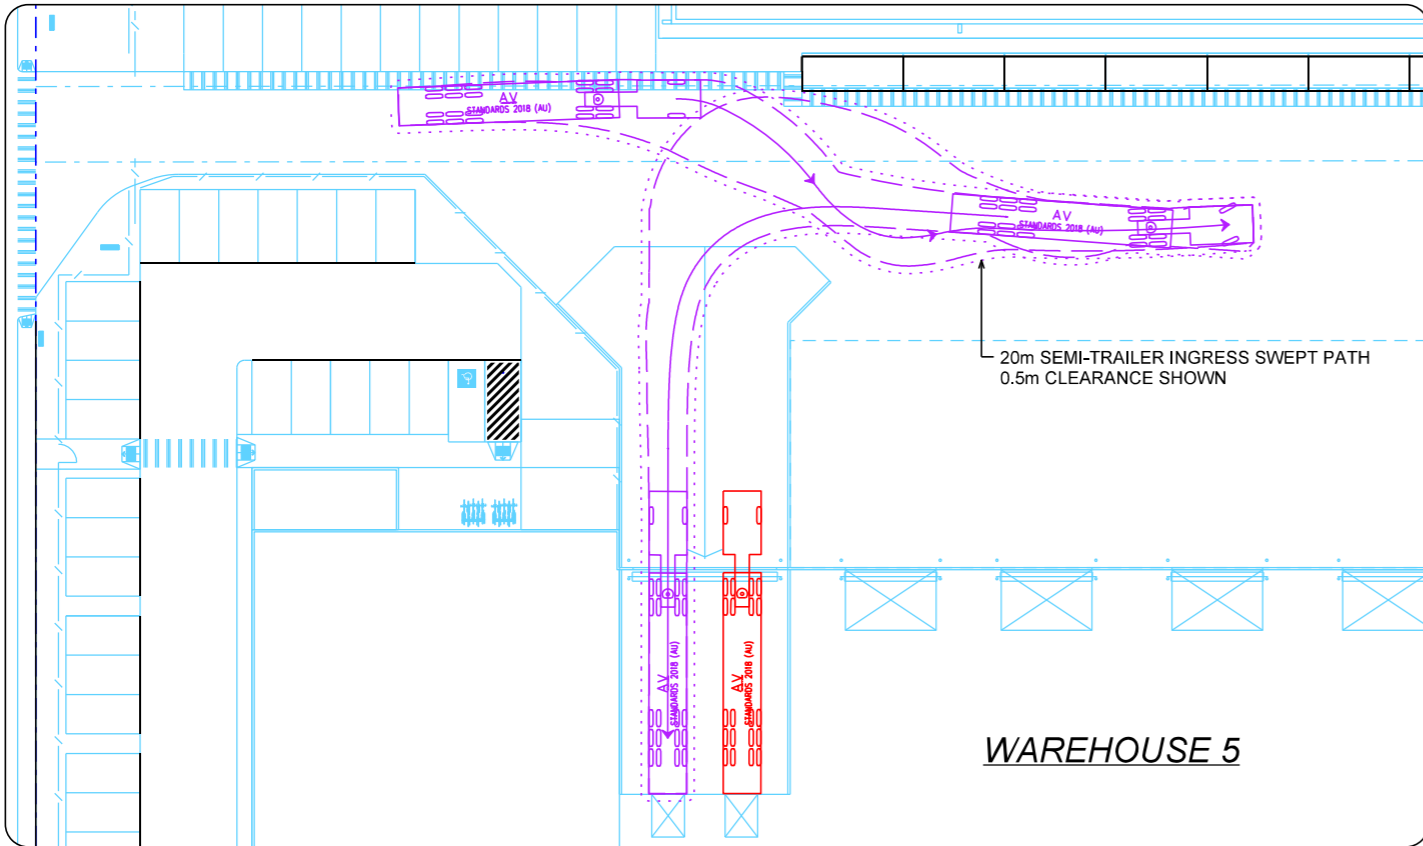 AV
STANDARDS 2018 (AU)
AV
STANDARDS 2018 (AU)
20m SEMI-TRAILER INGRESS SWEPT PATH
0.5m CLEARANCE SHOWN
AV
STANDARDS 2018 (AU)
AV
STANDARDS 2018 (AU)
WAREHOUSE 5